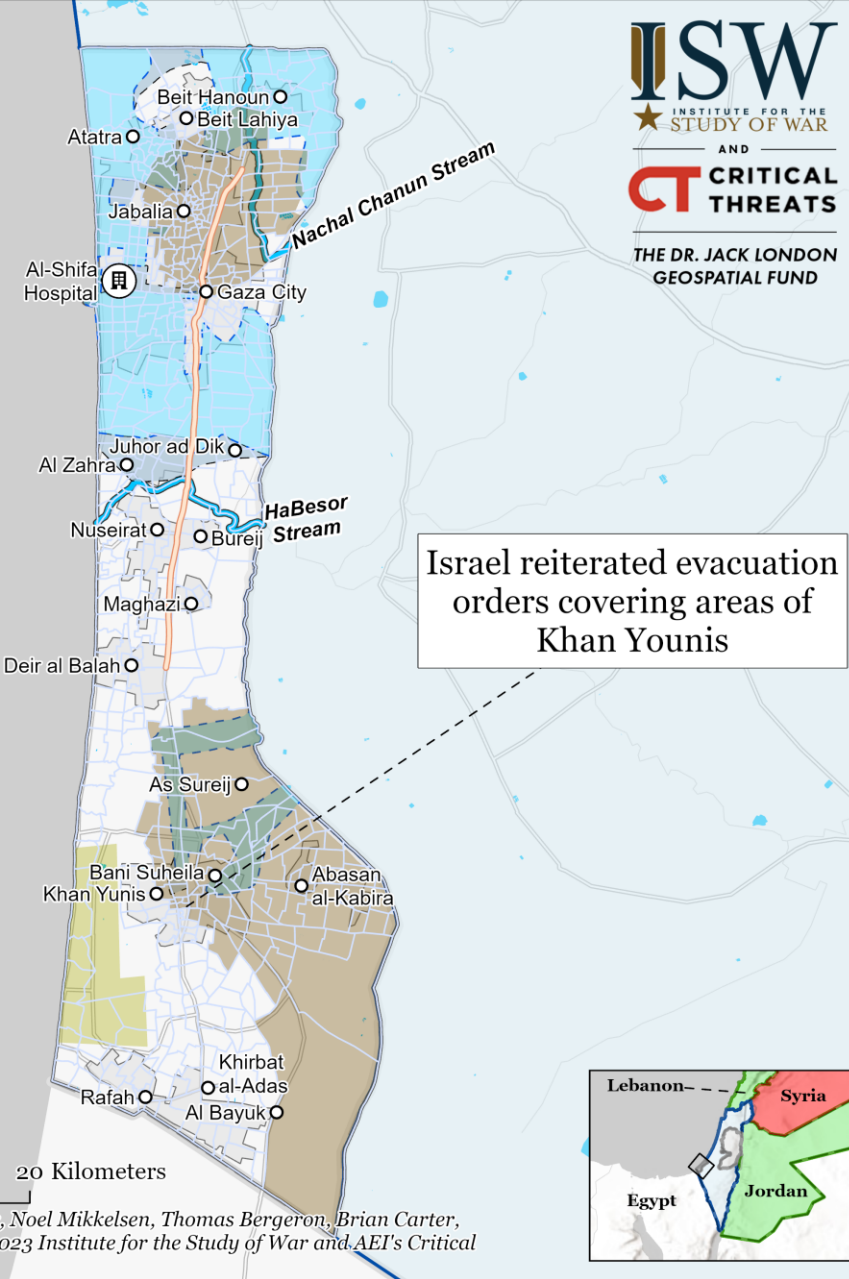 ISW
INSTITUTE FOR THE
STUDY OF WAR
AND
CT CRITICAL
THREATS
THE DR. JACK LONDON
GEOSPATIAL FUND
Beit Hanoun
Beit Lahiya
Atatra
Nachal Chanun Stream
Jabalia
Al-Shifa
Hospital
Gaza City
Juhor ad Dik
Al Zahra
HaBesor
Stream
Nuseirat
Bureij
Israel reiterated evacuation
orders covering areas of
Khan Younis
Maghazi
Deir al Balah
As Sureij
Bani Suheila
Khan Yunis
Abasan
al-Kabira
Khirbat
al-Adas
Rafah
Al Bayuk
Lebanon
Syria
Egypt
Jordan
20 Kilometers
, Noel Mikkelsen, Thomas Bergeron, Brian Carter,
023 Institute for the Study of War and AEI's Critical